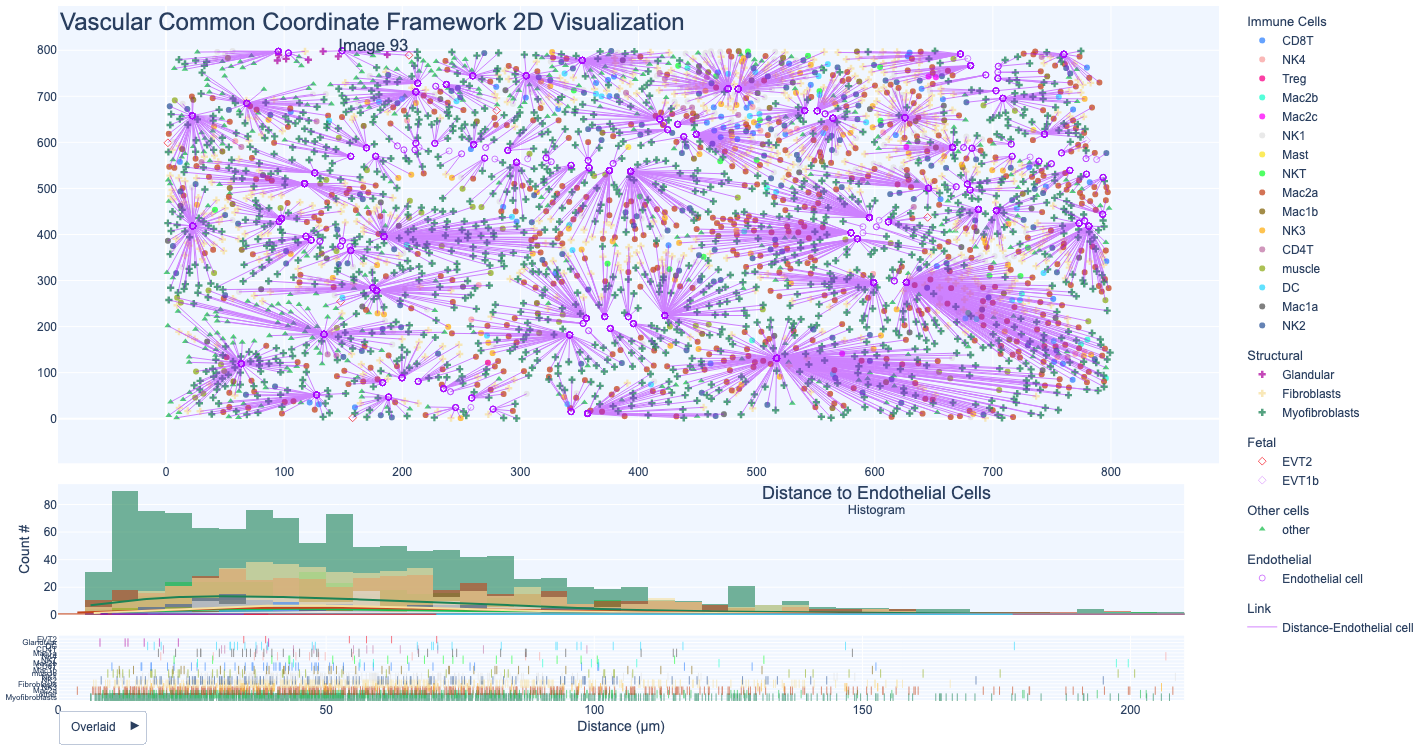 Vascular Common Coordinate Framework 2D Visualization
Image 93
800
700
600
500
400
300
200
100
0
0 100 200 300 400 500 600 700 800
Immune Cells
CD8T
NK4
Treg
Mac2b
Mac2c
NK1
Mast
NKT
Mac2a
Mac1b
NK3
CD4T
muscle
DC
Mac1a
NK2
Structural
Glandular
Fibroblasts
Myofibroblasts
Fetal
EVT2
EVT1b
Other cells
other
Endothelial
Endothelial cell
Link
Distance-Endothelial cell
Distance to Endothelial Cells
Histogram
Count #
80
60
40
20
0
EVT2
Glandular
Fibroblasts
Myofibroblasts
0 50 100 150 200
Distance (μm)
Overlaid ▶